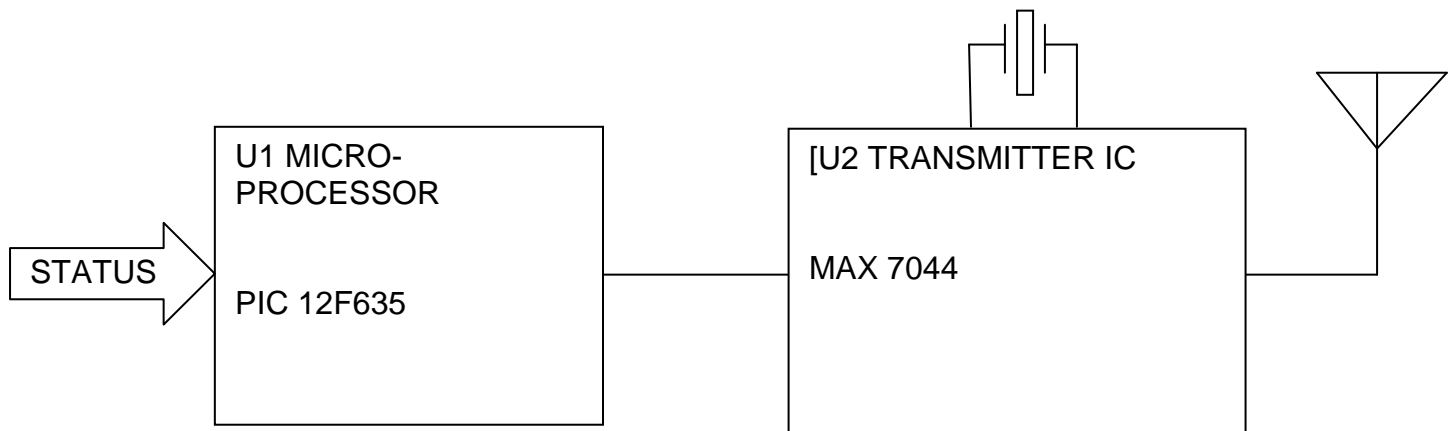 STATUS
U1 MICRO-
PROCESSOR
PIC 12F635
[U2 TRANSMITTER IC
MAX 7044